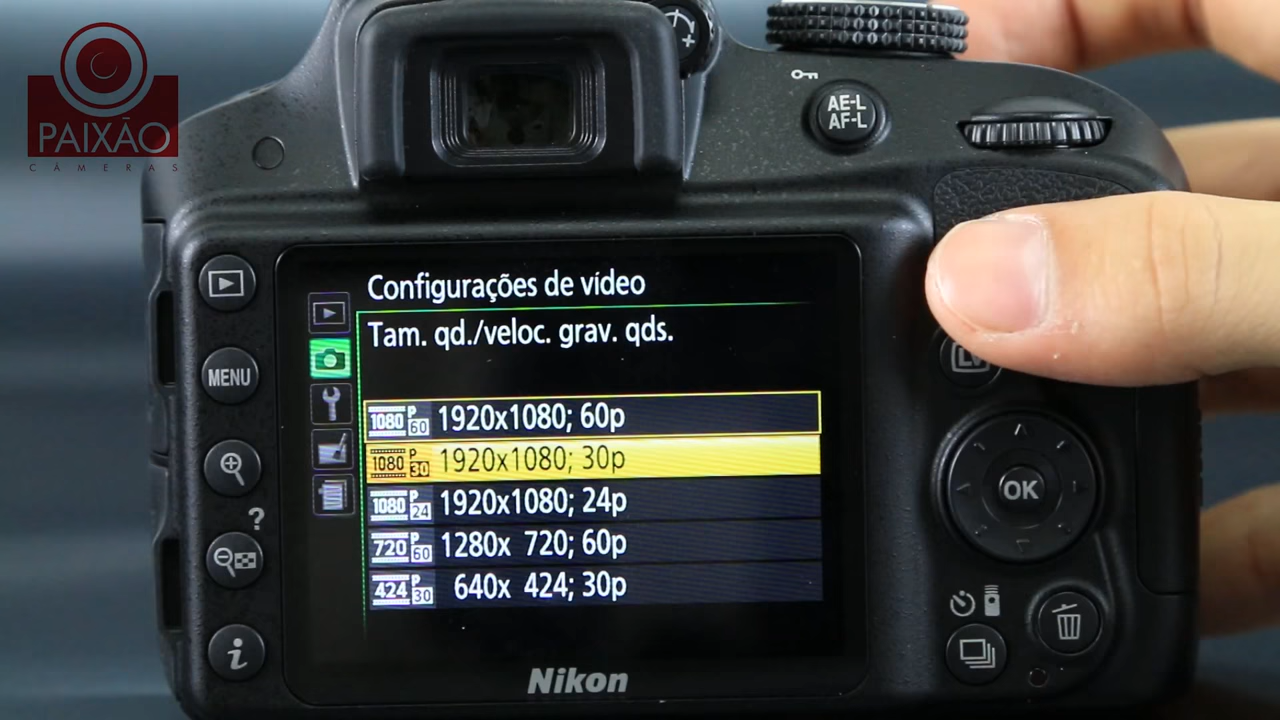 PAIXÃO
CÂMERAS
AE-L
AF-L
MENU
?
i
Configurações de vídeo
Tam. qd./veloc. grav. qds.
1080 P 60 1920x1080; 60p
1080 P 30 1920x1080; 30p
1080 P 24 1920x1080; 24p
720 P 60 1280x 720; 60p
424 P 30 640x 424; 30p
OK
Nikon